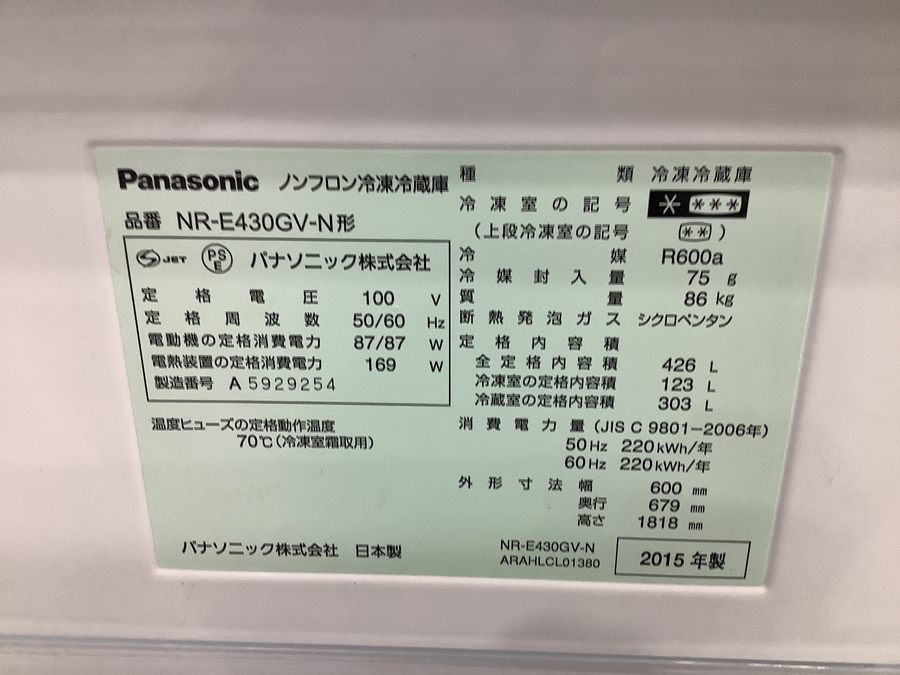 Panasonic ノンフロン冷凍冷蔵庫
品番 NR-E430GV-N形
S JET PSE パナソニック株式会社
定格電圧 100 V
定格周波数 50/60 Hz
電動機の定格消費電力 87/87 W
電熱装置の定格消費電力 169 W
製造番号 A 5929254
温度ヒューズの定格動作温度
70℃(冷凍室霜取用)
パナソニック株式会社 日本製
種類 冷凍冷蔵庫
冷凍室の記号 * ***
(上段冷凍室の記号 ** )
冷媒 R600a
冷媒封入量 75 g
質量 86 kg
断熱発泡ガス シクロペンタン
定格内容積
全定格内容積 426 L
冷凍室の定格内容積 123 L
冷蔵室の定格内容積 303 L
消費電力量(JIS C 9801-2006年)
50Hz 220kWh/年
60Hz 220kWh/年
外形寸法幅 600 mm
奥行 679 mm
高さ 1818 mm
NR-E430GV-N
ARAHLCL01380
2015年製